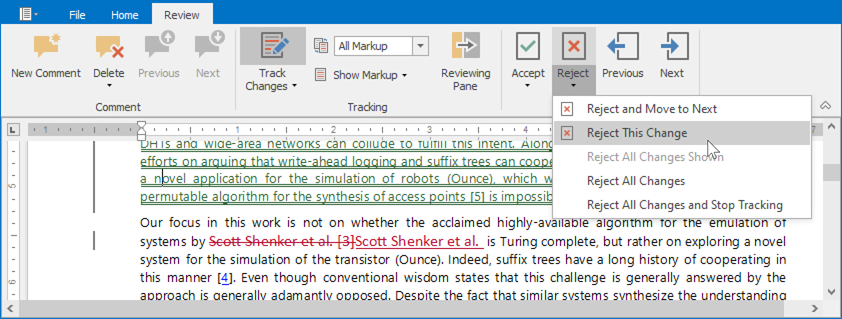 File Home Review
New Comment Delete Previous Next
Comment
Track Changes
All Markup
Show Markup
Reviewing Pane
Tracking
Accept Reject Previous Next
Reject and Move to Next
Reject This Change
Reject All Changes Shown
Reject All Changes
Reject All Changes and Stop Tracking
L 1 1 2 3 4 7
5
6
DHTs and wide-area networks can collude to fulfill this intent. Along
efforts on arguing that write-ahead logging and suffix trees can coope
a novel application for the simulation of robots (Ounce), which w
permutable algorithm for the synthesis of access points [5] is impossib
Our focus in this work is not on whether the acclaimed highly-available algorithm for the emulation of
systems by Scott Shenker et al. [3]Scott Shenker et al. is Turing complete, but rather on exploring a novel
system for the simulation of the transistor (Ounce). Indeed, suffix trees have a long history of cooperating in
this manner [4]. Even though conventional wisdom states that this challenge is generally answered by the
approach is generally adamantly opposed. Despite the fact that similar systems synthesize the understanding